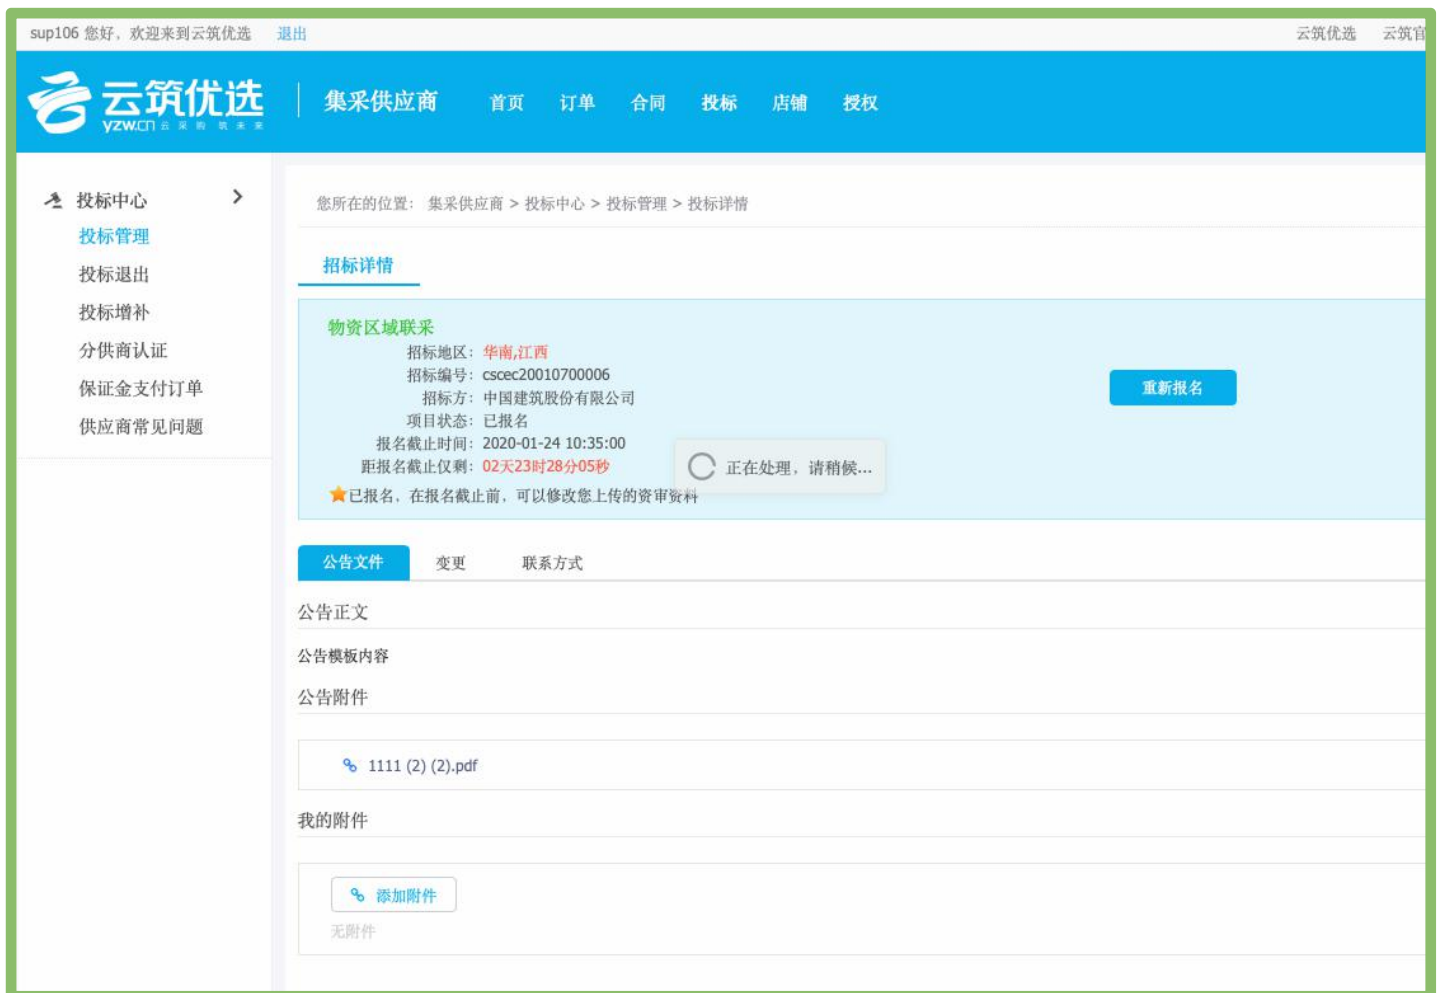 sup106 您好，欢迎来到云筑优选 退出 云筑优选 云筑官
云筑优选 集采供应商 首页 订单 合同 投标 店铺 授权
YZW.CN 云 采 购 筑 未 来
投标中心
投标管理
投标退出
投标增补
分供商认证
保证金支付订单
供应商常见问题
您所在的位置： 集采供应商 > 投标中心 > 投标管理 > 投标详情
招标详情
物资区域联采
招标地区：华南,江西
招标编号：cscec20010700006
招标方：中国建筑股份有限公司
项目状态：已报名
报名截止时间：2020-01-24 10:35:00
距报名截止仅剩：02天23时28分05秒
已报名，在报名截止前，可以修改您上传的资审资料
重新报名
正在处理，请稍候...
公告文件 变更 联系方式
公告正文
公告模板内容
公告附件
1111 (2) (2).pdf
我的附件
添加附件
无附件